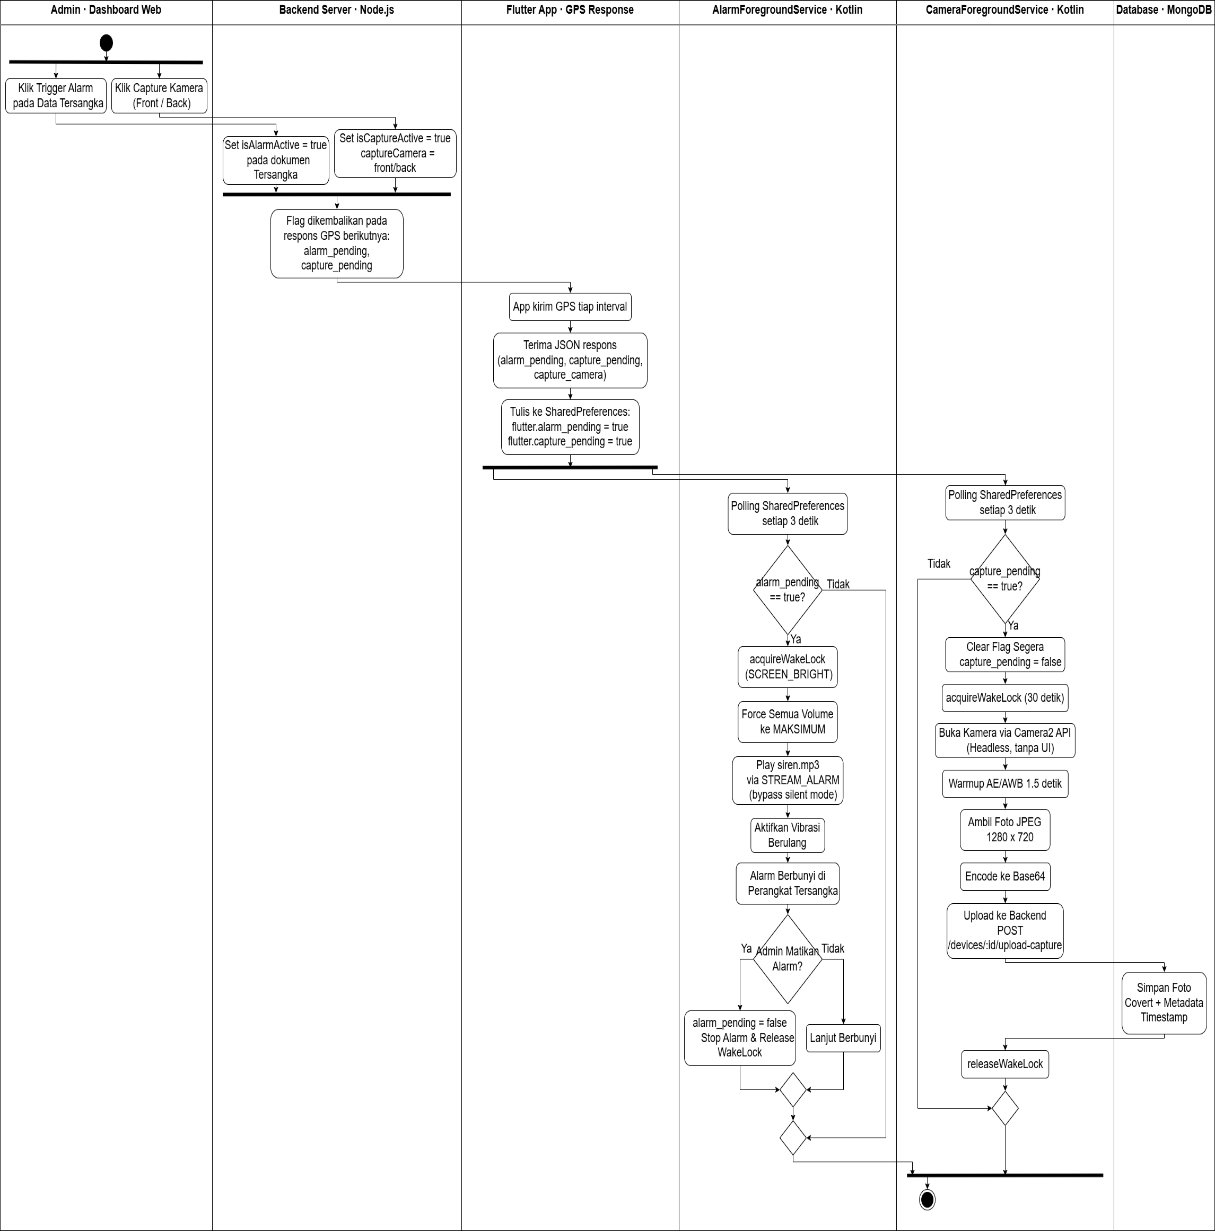 Admin · Dashboard Web
Backend Server · Node.js
Flutter App · GPS Response
AlarmForegroundService · Kotlin
CameraForegroundService · Kotlin
Database · MongoDB
Klik Trigger Alarm
pada Data Tersangka
Klik Capture Kamera
(Front / Back)
Set isAlarmActive = true
pada dokumen
Tersangka
Set isCaptureActive = true
captureCamera =
front/back
Flag dikembalikan pada
respons GPS berikutnya:
alarm_pending,
capture_pending
App kirim GPS tiap interval
Terima JSON respons
(alarm_pending, capture_pending,
capture_camera)
Tulis ke SharedPreferences:
flutter.alarm_pending = true
flutter.capture_pending = true
Polling SharedPreferences
setiap 3 detik
alarm_pending
== true?
Tidak
Ya
acquireWakeLock
(SCREEN_BRIGHT)
Force Semua Volume
ke MAKSIMUM
Play siren.mp3
via STREAM_ALARM
(bypass silent mode)
Aktifkan Vibrasi
Berulang
Alarm Berbunyi di
Perangkat Tersangka
Admin Matikan
Alarm?
Ya
Tidak
alarm_pending = false
Stop Alarm & Release
WakeLock
Lanjut Berbunyi
Polling SharedPreferences
setiap 3 detik
Tidak
capture_pending
== true?
Ya
Clear Flag Segera
capture_pending = false
acquireWakeLock (30 detik)
Buka Kamera via Camera2 API
(Headless, tanpa UI)
Warmup AE/AWB 1.5 detik
Ambil Foto JPEG
1280 x 720
Encode ke Base64
Upload ke Backend
POST
/devices/:id/upload-capture
Simpan Foto
Covert + Metadata
Timestamp
releaseWakeLock